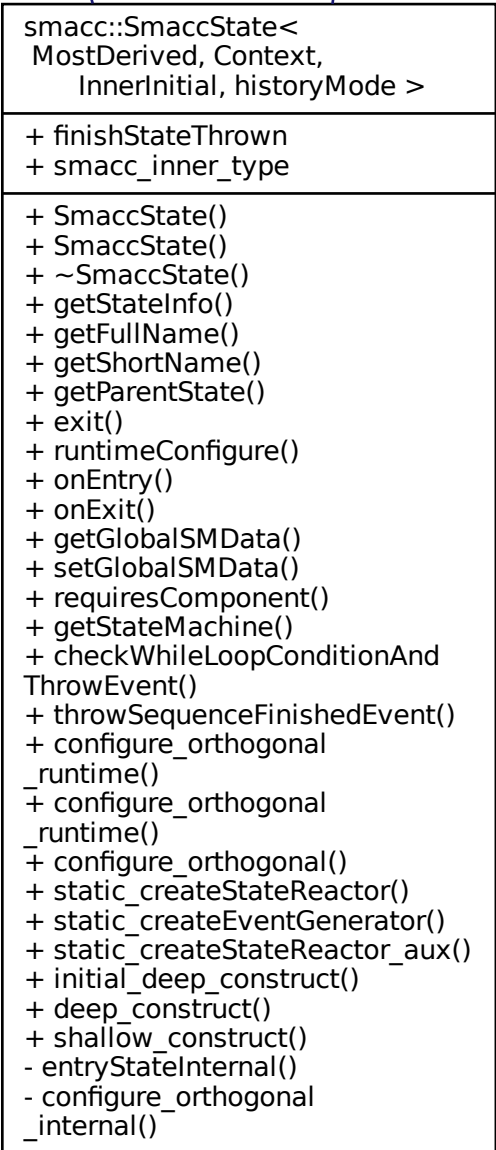 smacc::SmaccState<
MostDerived, Context,
InnerInitial, historyMode >
+ finishStateThrown
+ smacc_inner_type
+ SmaccState()
+ SmaccState()
+ ~SmaccState()
+ getStateInfo()
+ getFullName()
+ getShortName()
+ getParentState()
+ exit()
+ runtimeConfigure()
+ onEntry()
+ onExit()
+ getGlobalSMData()
+ setGlobalSMData()
+ requiresComponent()
+ getStateMachine()
+ checkWhileLoopConditionAnd
ThrowEvent()
+ throwSequenceFinishedEvent()
+ configure_orthogonal
_runtime()
+ configure_orthogonal
_runtime()
+ configure_orthogonal()
+ static_createStateReactor()
+ static_createEventGenerator()
+ static_createStateReactor_aux()
+ initial_deep_construct()
+ deep_construct()
+ shallow_construct()
- entryStateInternal()
- configure_orthogonal
_internal()